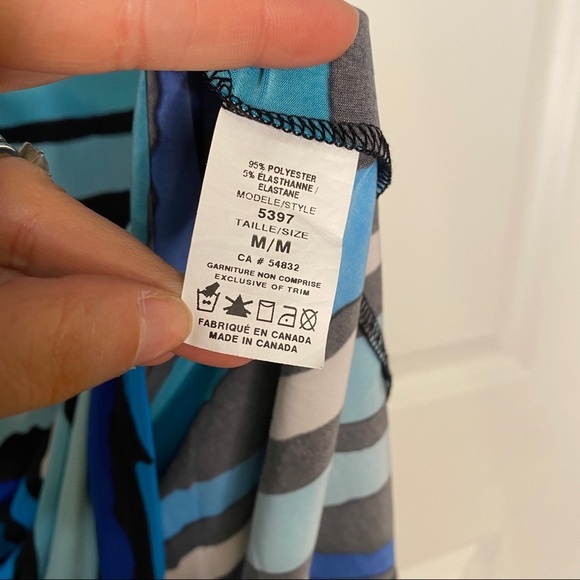 95% POLYESTER
5% ÉLASTHANNE /
ELASTANE
MODELE/STYLE
5397
TAILLE/SIZE
M/M
CA # 54832
GARNITURE NON COMPRISE
EXCLUSIVE OF TRIM
FABRIQUÉ EN CANADA
MADE IN CANADA